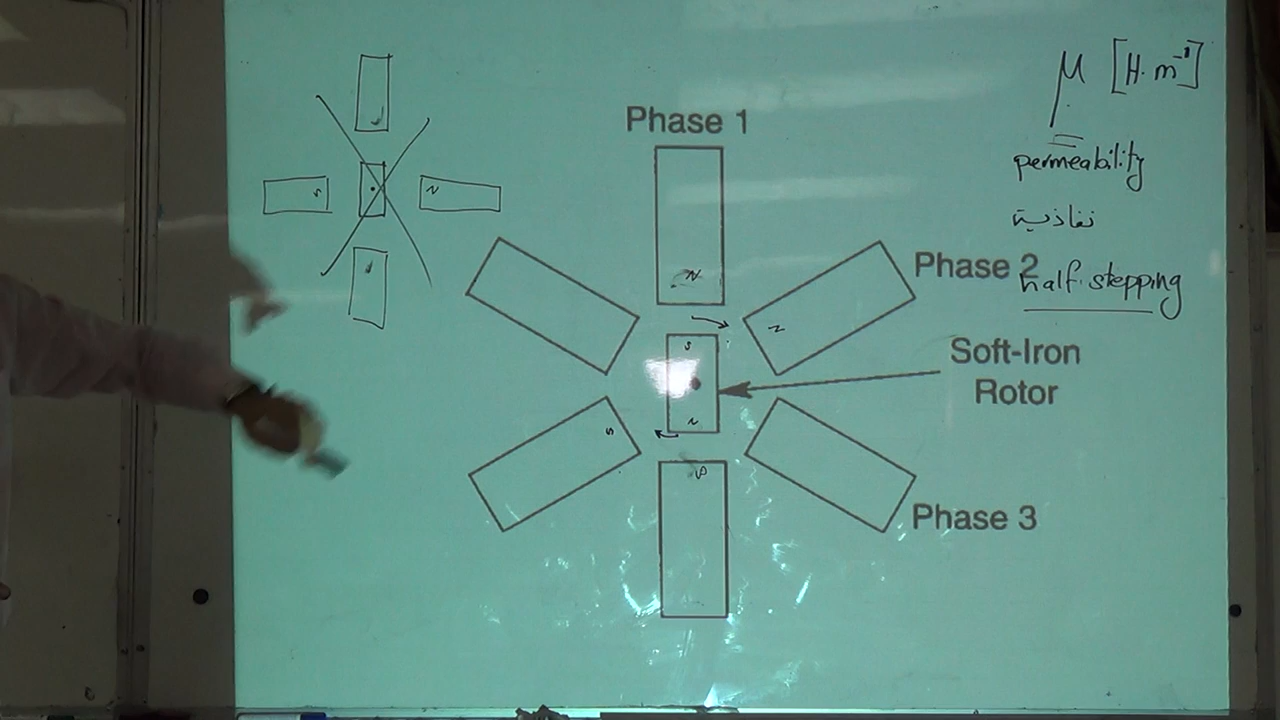 μ [H·m⁻¹]
Phase 1
permeability
نفاذية
S
N
Phase 2
half stepping
N
N
S
Soft-Iron
Rotor
N
S
S
Phase 3